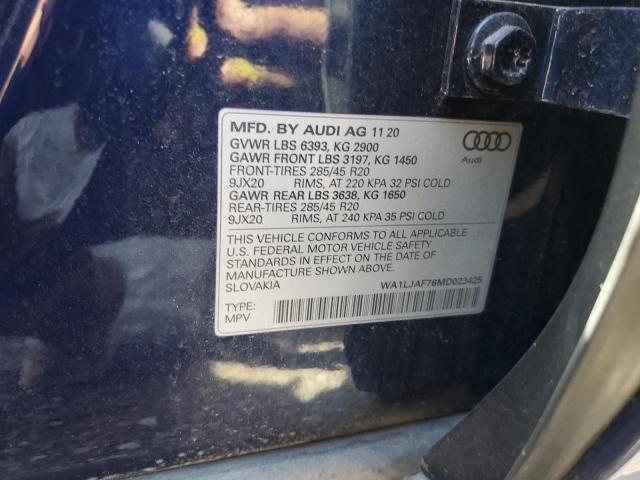 MFD. BY AUDI AG 11 20
GVWR LBS 6393, KG 2900
GAWR FRONT LBS 3197, KG 1450
FRONT-TIRES 285/45 R20
9JX20 RIMS, AT 220 KPA 32 PSI COLD
GAWR REAR LBS 3638, KG 1650
REAR-TIRES 285/45 R20
9JX20 RIMS, AT 240 KPA 35 PSI COLD
Audi
THIS VEHICLE CONFORMS TO ALL APPLICABLE
U.S. FEDERAL MOTOR VEHICLE SAFETY
STANDARDS IN EFFECT ON THE DATE OF
MANUFACTURE SHOWN ABOVE.
SLOVAKIA WA1LJAF76MD023425
TYPE:
MPV